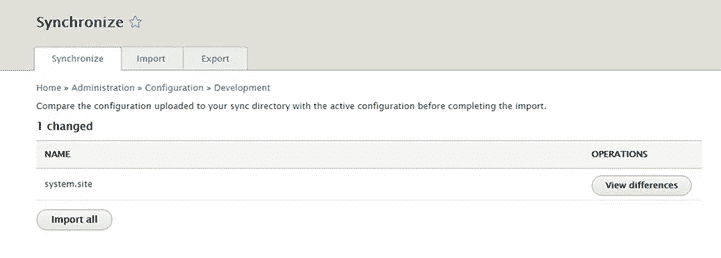 Synchronize
Synchronize Import Export
Home » Administration » Configuration » Development
Compare the configuration uploaded to your sync directory with the active configuration before completing the import.
1 changed
NAME OPERATIONS
system.site View differences
Import all